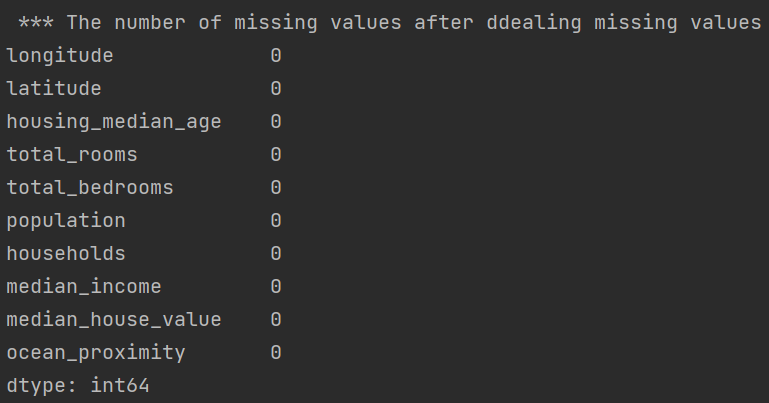 *** The number of missing values after ddealing missing values
longitude 0
latitude 0
housing_median_age 0
total_rooms 0
total_bedrooms 0
population 0
households 0
median_income 0
median_house_value 0
ocean_proximity 0
dtype: int64